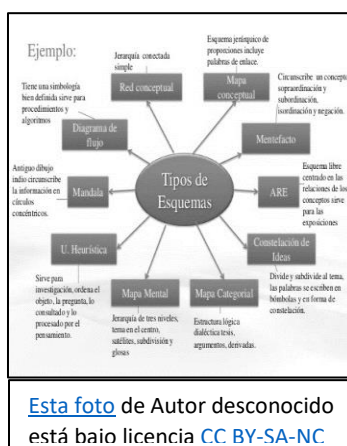 Ejemplo:
Jerarquía conectada
simple
Red conceptual
Esquema jerárquico de
proporciones incluye
palabras de enlace.
Mapa
conceptual
Circunscribe un concepto
supraordinación y
subordinación,
isordinación y negación.
Mentefacto
Tiene una simbología
bien definida sirve para
procedimientos y
algoritmos
Diagrama de
flujo
Antiguo dibujo
indio circunscribe
la información en
círculos
concéntricos.
Mandala
Tipos de
Esquemas
ARE
Esquema libre
centrado en las
relaciones de los
conceptos sirve
para las
exposiciones
U. Heurística
Sirve para
investigación, ordena el
objeto, la pregunta, lo
consultado y lo
procesado por el
pensamiento.
Mapa Mental
Jerarquía de tres niveles,
tema en el centro,
satélites, subdivisión y
glosas
Mapa Categorial
Estructura lógica
dialéctica tesis,
argumentos, derivadas.
Constelación de
Ideas
Divide y subdivide al tema,
las palabras se escriben en
bómbolas y en forma de
constelación.
Esta foto de Autor desconocido
está bajo licencia CC BY-SA-NC